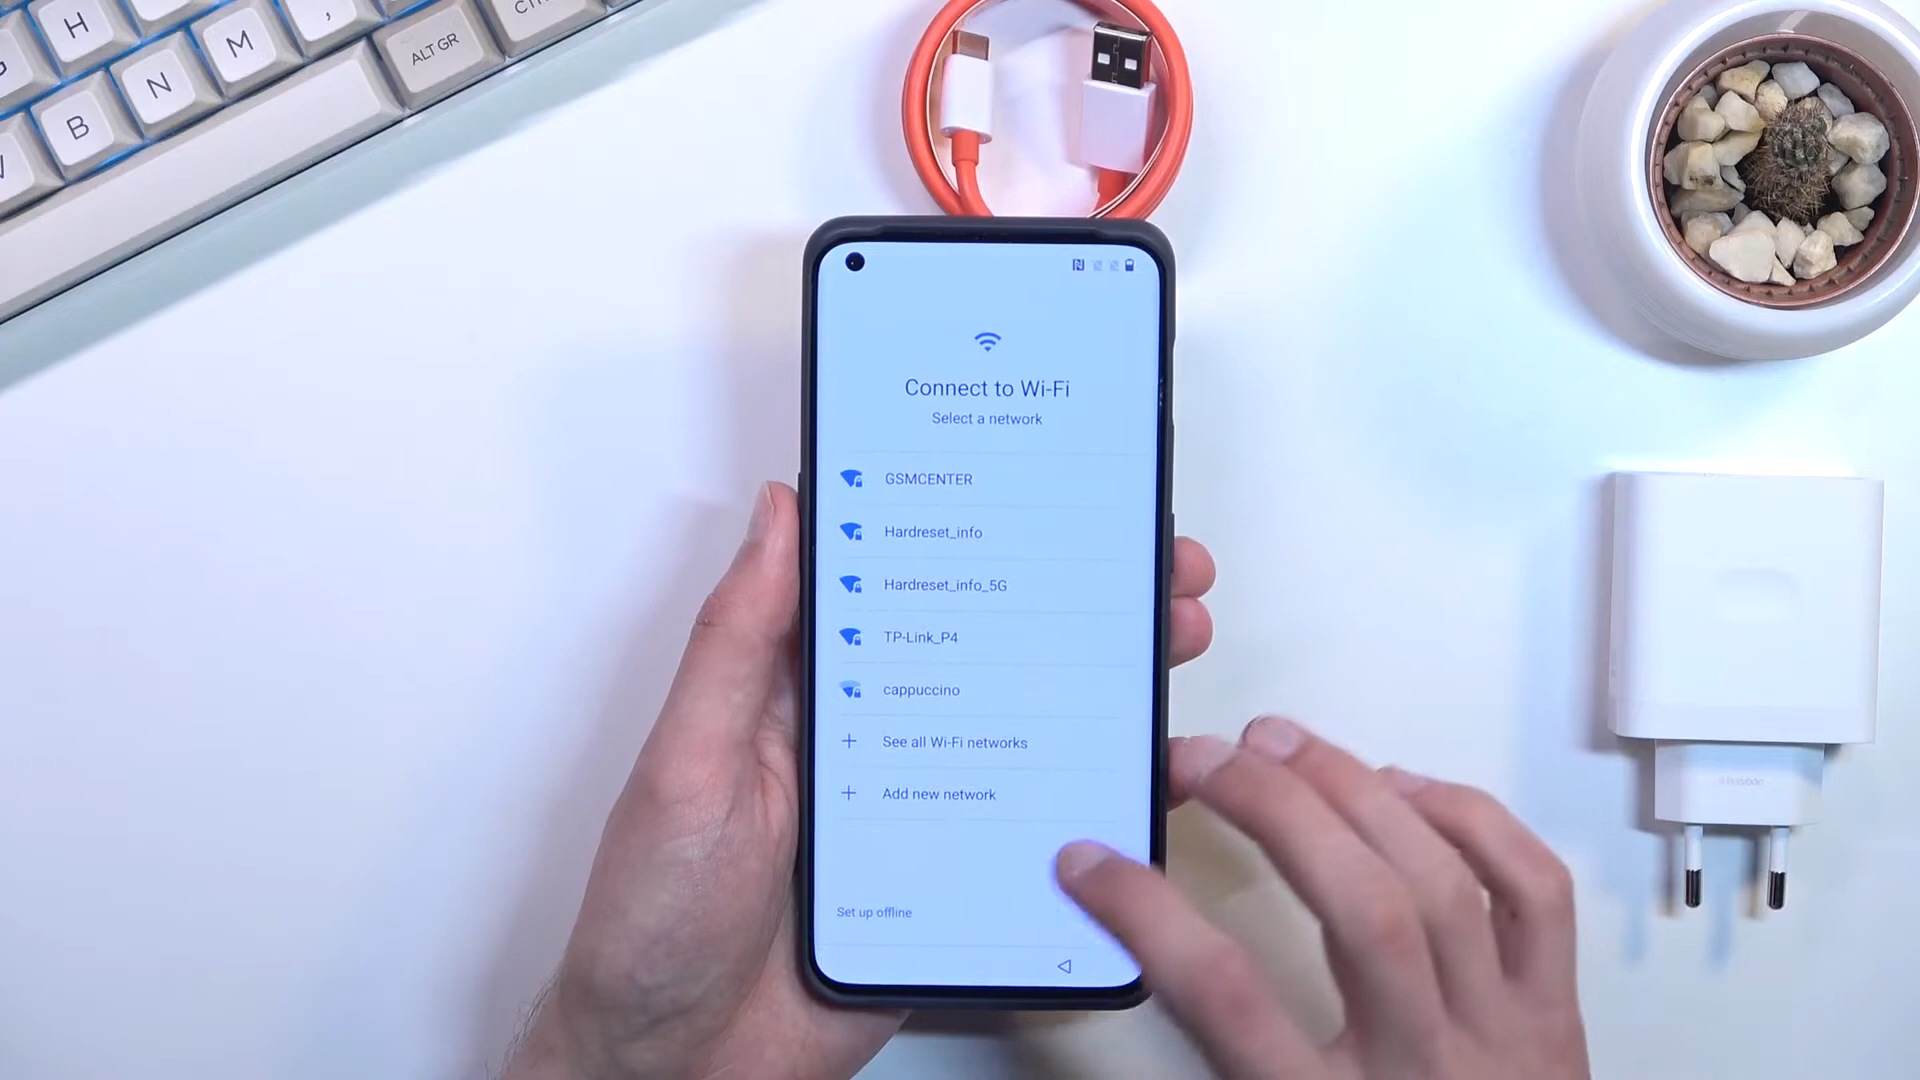 H
M
,
ALT GR
B
N
Connect to Wi-Fi
Select a network
GSMCENTER
Hardreset_info
Hardreset_info_5G
TP-Link_P4
cappuccino
See all Wi-Fi networks
Add new network
Set up offline